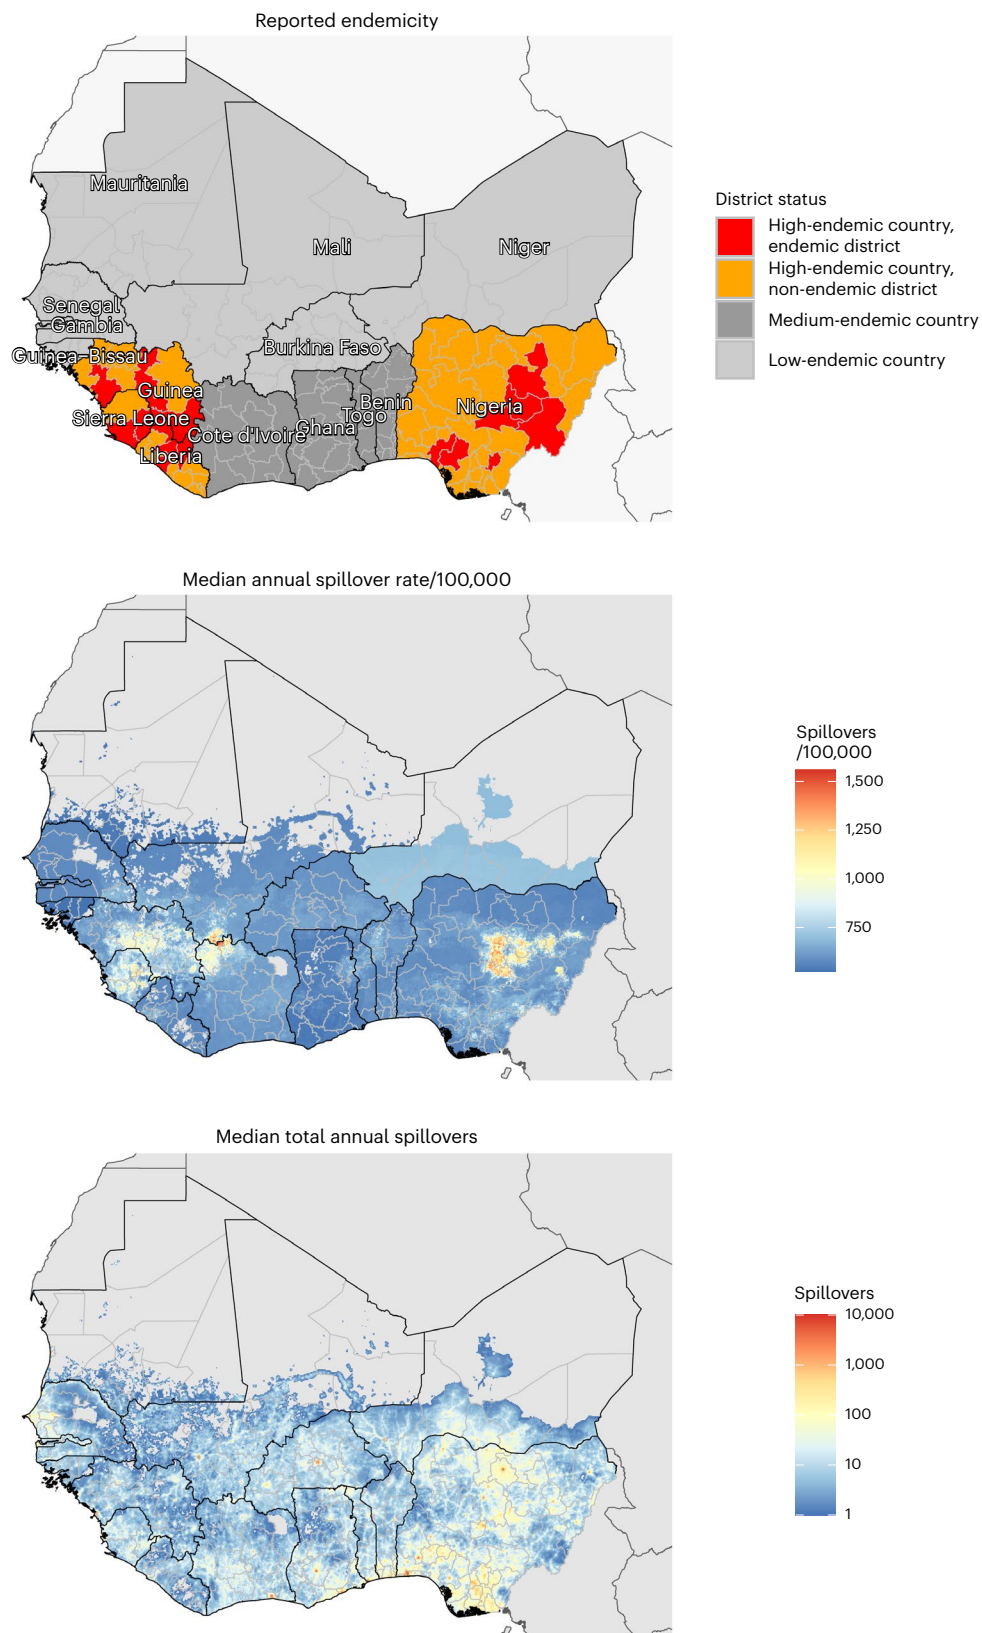 Reported endemicity
Mauritania
Mali
Niger
Senegal
Gambia
Guinea-Bissau
Burkina Faso
Guinea
Benin
Nigeria
Togo
Sierra Leone
Ghana
Cote d'Ivoire
Liberia
District status
High-endemic country,
endemic district
High-endemic country,
non-endemic district
Medium-endemic country
Low-endemic country
Median annual spillover rate/100,000
Spillovers
/100,000
1,500
1,250
1,000
750
Median total annual spillovers
Spillovers
10,000
1,000
100
10
1